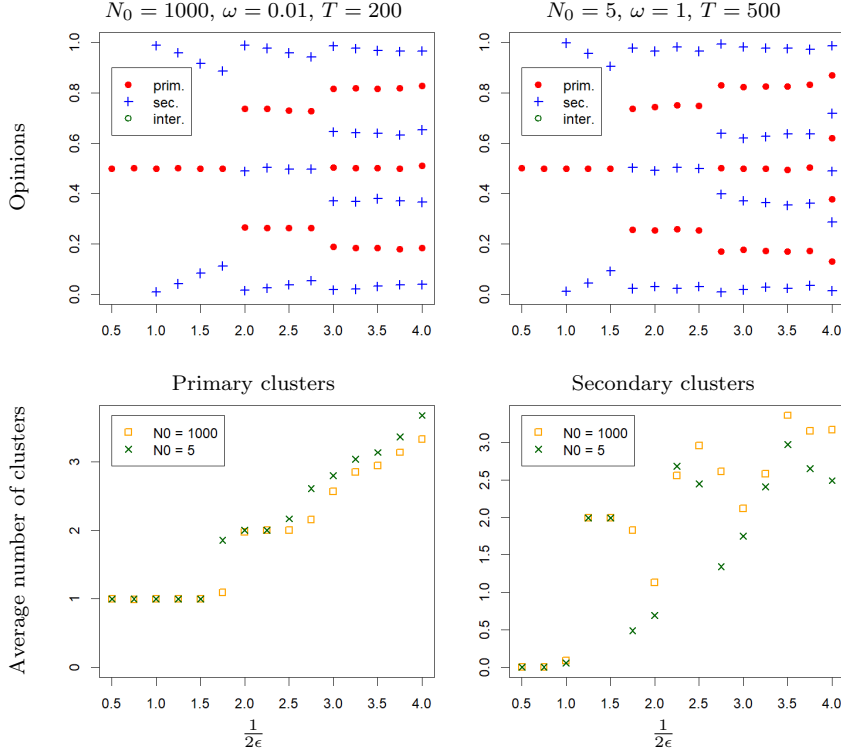 N₀ = 1000, ω = 0.01, T = 200
N₀ = 5, ω = 1, T = 500
Opinions
0.0 0.2 0.4 0.6 0.8 1.0
prim.
sec.
inter.
0.5 1.0 1.5 2.0 2.5 3.0 3.5 4.0
0.0 0.2 0.4 0.6 0.8 1.0
prim.
sec.
inter.
0.5 1.0 1.5 2.0 2.5 3.0 3.5 4.0
Primary clusters
Secondary clusters
Average number of clusters
0 1 2 3
N0 = 1000
N0 = 5
0.5 1.0 1.5 2.0 2.5 3.0 3.5 4.0
1/2ϵ
0.0 0.5 1.0 1.5 2.0 2.5 3.0
N0 = 1000
N0 = 5
0.5 1.0 1.5 2.0 2.5 3.0 3.5 4.0
1/2ϵ